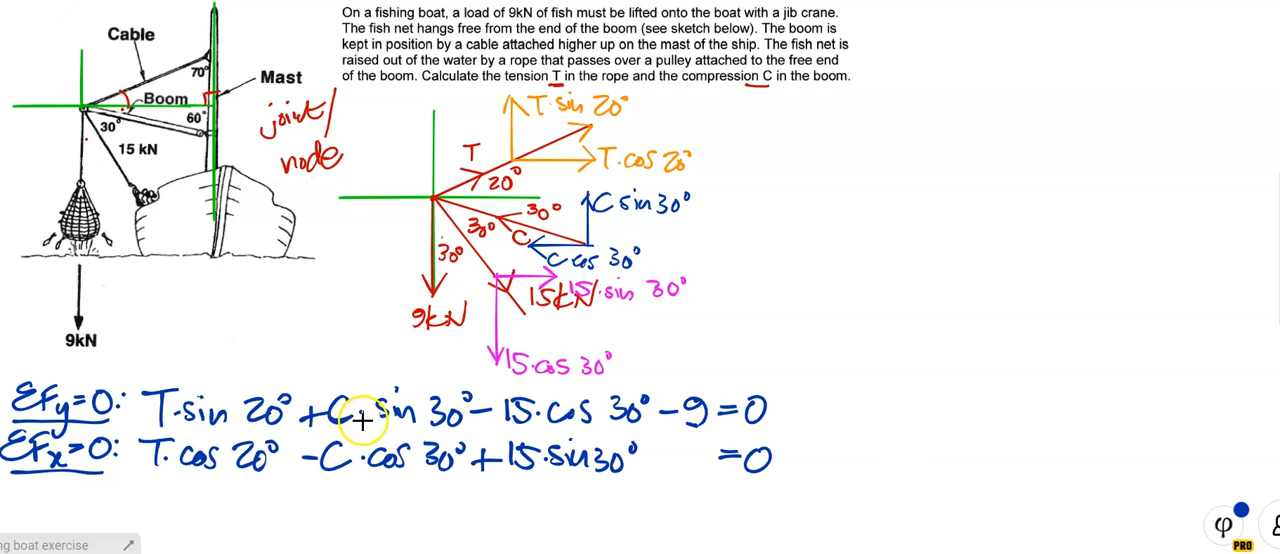 On a fishing boat, a load of 9kN of fish must be lifted onto the boat with a jib crane.
The fish net hangs free from the end of the boom (see sketch below). The boom is
kept in position by a cable attached higher up on the mast of the ship. The fish net is
raised out of the water by a rope that passes over a pulley attached to the free end
of the boom. Calculate the tension T in the rope and the compression C in the boom.
Cable
70°
Mast
Boom
60°
30°
15 kN
9kN
joint/
node
T.sin 20°
T.cos 20°
T
20°
30°
C sin 30°
30°
C
C cos 30°
30°
15kN
15.sin 30°
9kN
15.cos 30°
ΣFy=0: T.sin 20° +C.sin 30° - 15.cos 30° - 9 = 0
ΣFx=0: T.cos 20° -C.cos 30° + 15.sin 30° = 0
ng boat exercise
φ
PRO